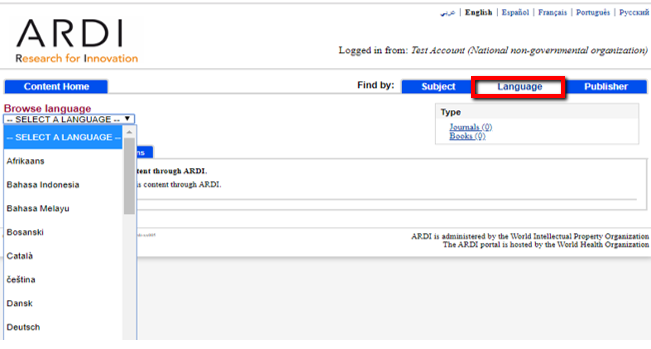 عربي | English | Español | Français | Português | Русский
ARDI
Research for Innovation
Logged in from: Test Account (National non-governmental organization)
Content Home
Find by: Subject Language Publisher
Browse language
-- SELECT A LANGUAGE --
Type
Journals (0)
Books (0)
-- SELECT A LANGUAGE --
Afrikaans
Bahasa Indonesia
Bahasa Melayu
Bosanski
Català
čeština
Dansk
Deutsch
ns
tent through ARDI.
is content through ARDI.
ARDI is administered by the World Intellectual Property Organization
The ARDI portal is hosted by the World Health Organization